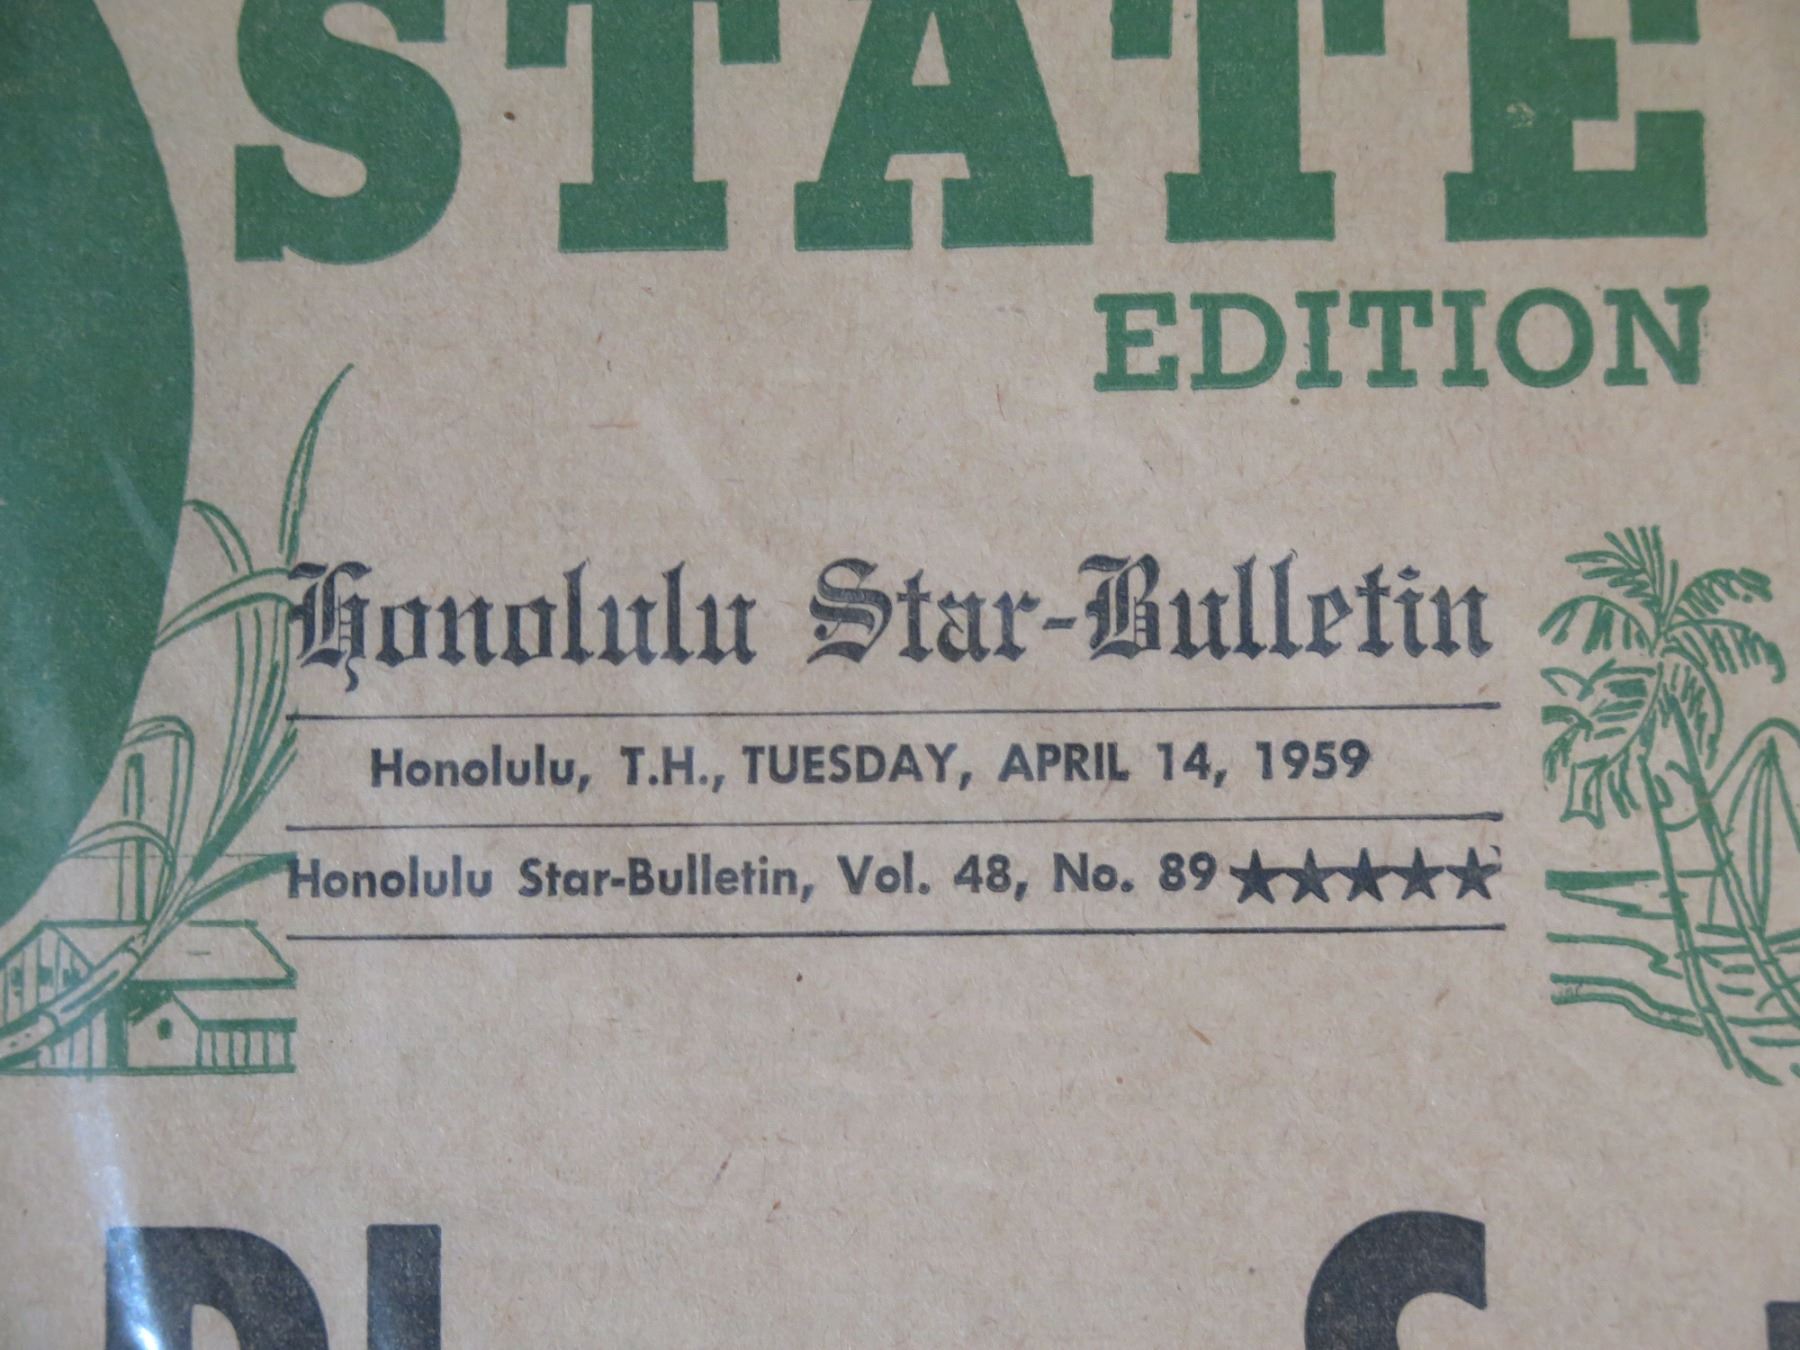 STATE
EDITION
Honolulu Star-Bulletin
Honolulu, T.H., TUESDAY, APRIL 14, 1959
Honolulu Star-Bulletin, Vol. 48, No. 89 ★★★★★